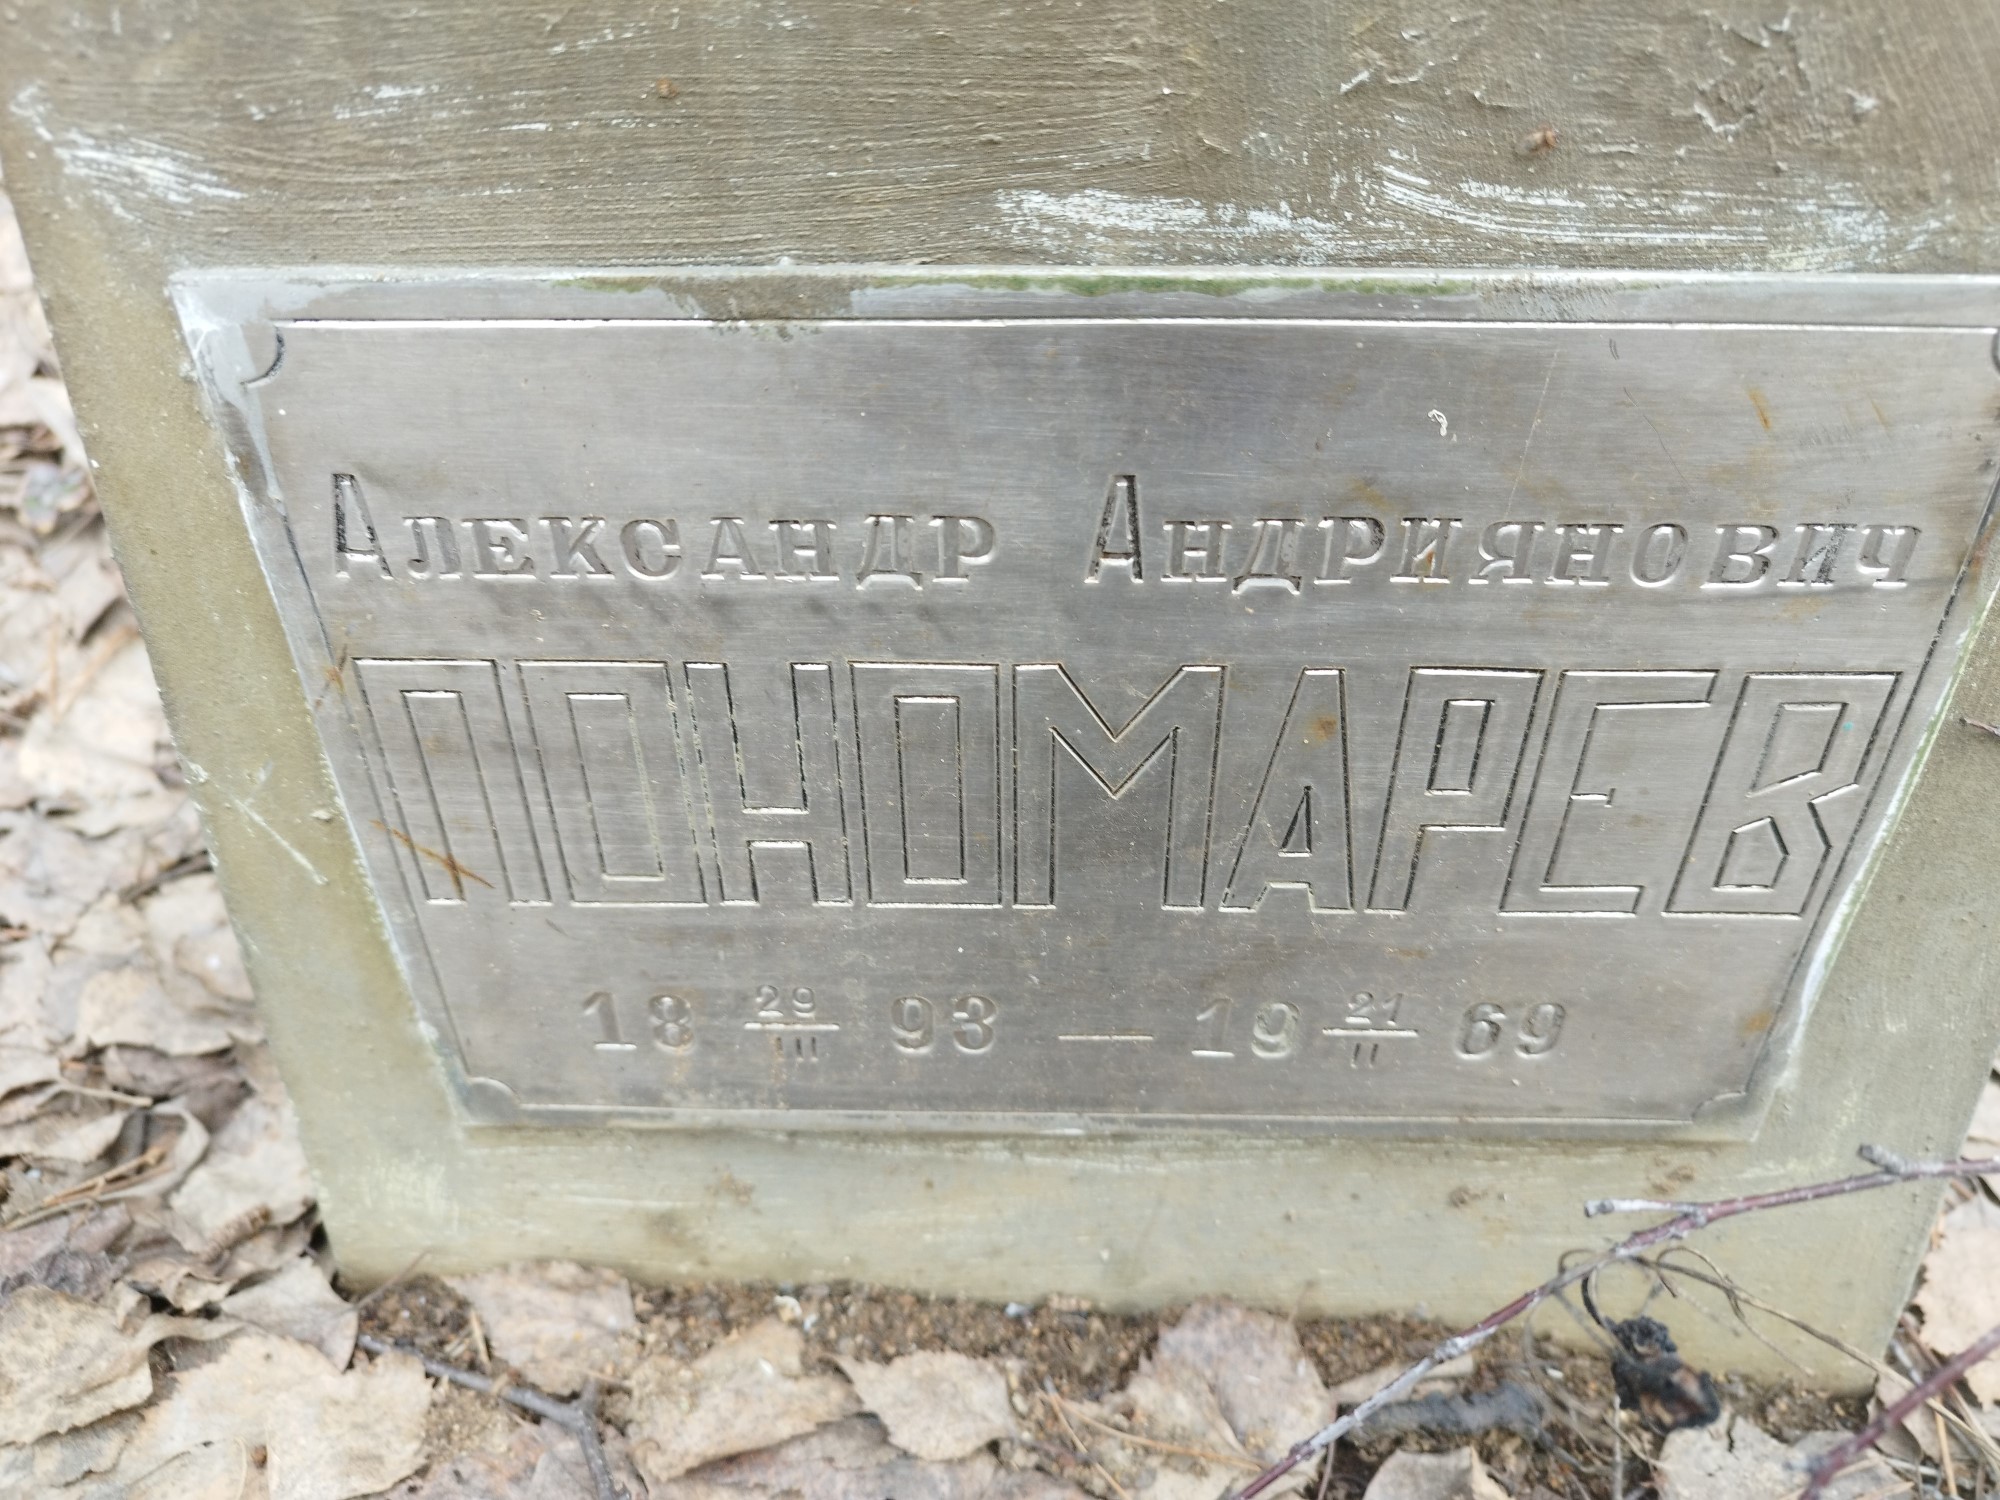 Александр Андриянович
ПОНОМАРЕВ
18 29/III 93 — 19 21/II 69